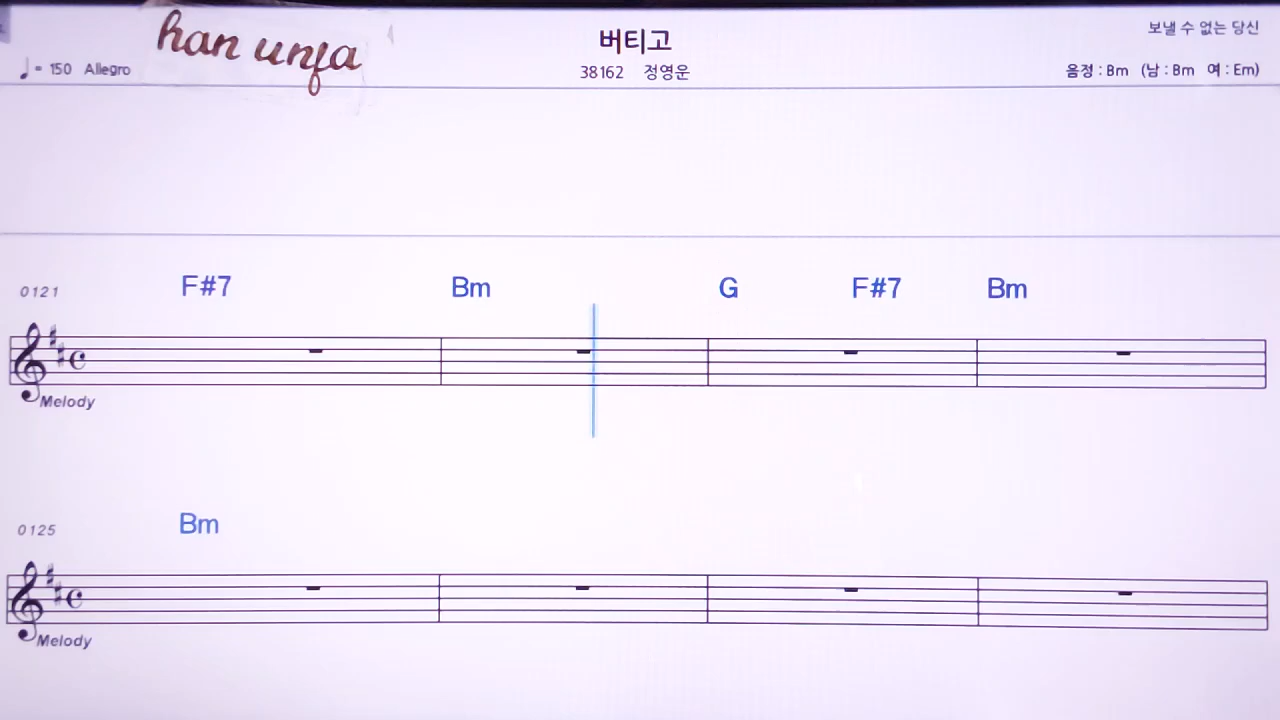 han unja
버티고
보낼 수 없는 당신
♩= 150 Allegro
38162 정영운
음정 : Bm (남 : Bm 여 : Em)
0121 F#7 Bm G F#7 Bm
Melody
0125 Bm
Melody